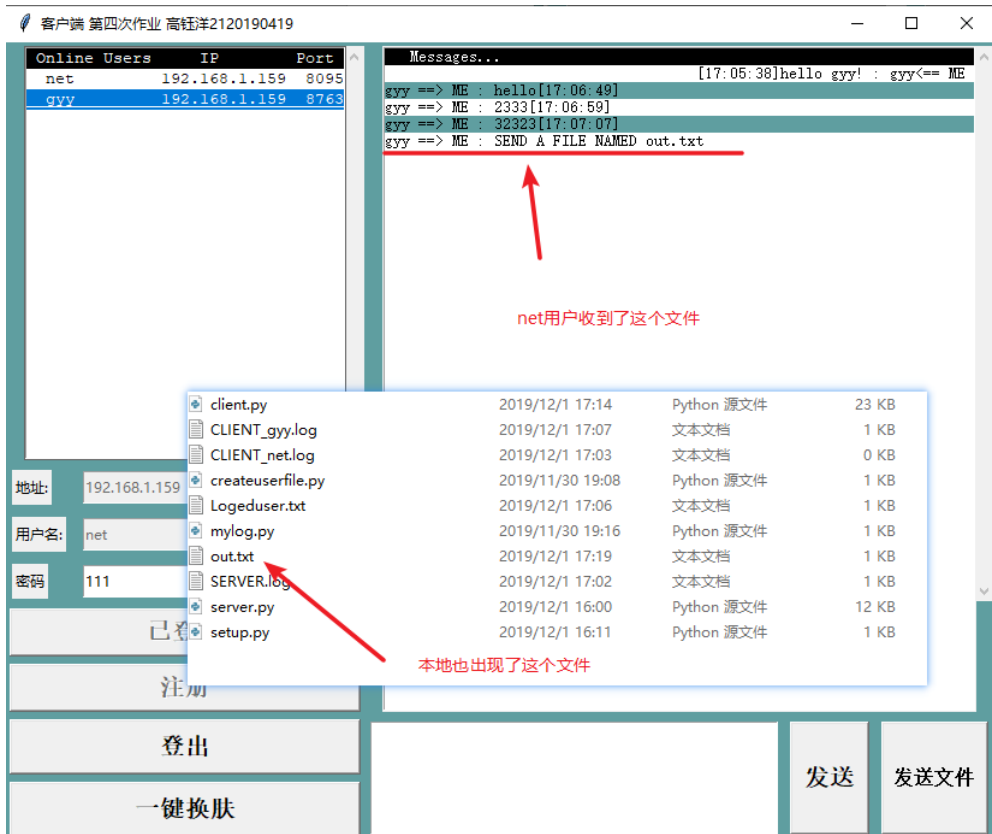 客户端 第四次作业 高钰洋2120190419
Online Users IP Port
net 192.168.1.159 8095
gyy 192.168.1.159 8763
Messages...
[17:05:38]hello gyy! : gyy<== ME
gyy ==> ME : hello[17:06:49]
gyy ==> ME : 2333[17:06:59]
gyy ==> ME : 32323[17:07:07]
gyy ==> ME : SEND A FILE NAMED out.txt
net用户收到了这个文件
client.py 2019/12/1 17:14 Python 源文件 23 KB
CLIENT_gyy.log 2019/12/1 17:07 文本文档 1 KB
CLIENT_net.log 2019/12/1 17:03 文本文档 0 KB
createuserfile.py 2019/11/30 19:08 Python 源文件 1 KB
Logeduser.txt 2019/12/1 17:06 文本文档 1 KB
mylog.py 2019/11/30 19:16 Python 源文件 1 KB
out.txt 2019/12/1 17:19 文本文档 1 KB
SERVER.log 2019/12/1 17:02 文本文档 1 KB
server.py 2019/12/1 16:00 Python 源文件 12 KB
setup.py 2019/12/1 16:11 Python 源文件 1 KB
本地也出现了这个文件
地址: 192.168.1.159
用户名: net
密码 111
已登
注册
登出
一键换肤
发送
发送文件